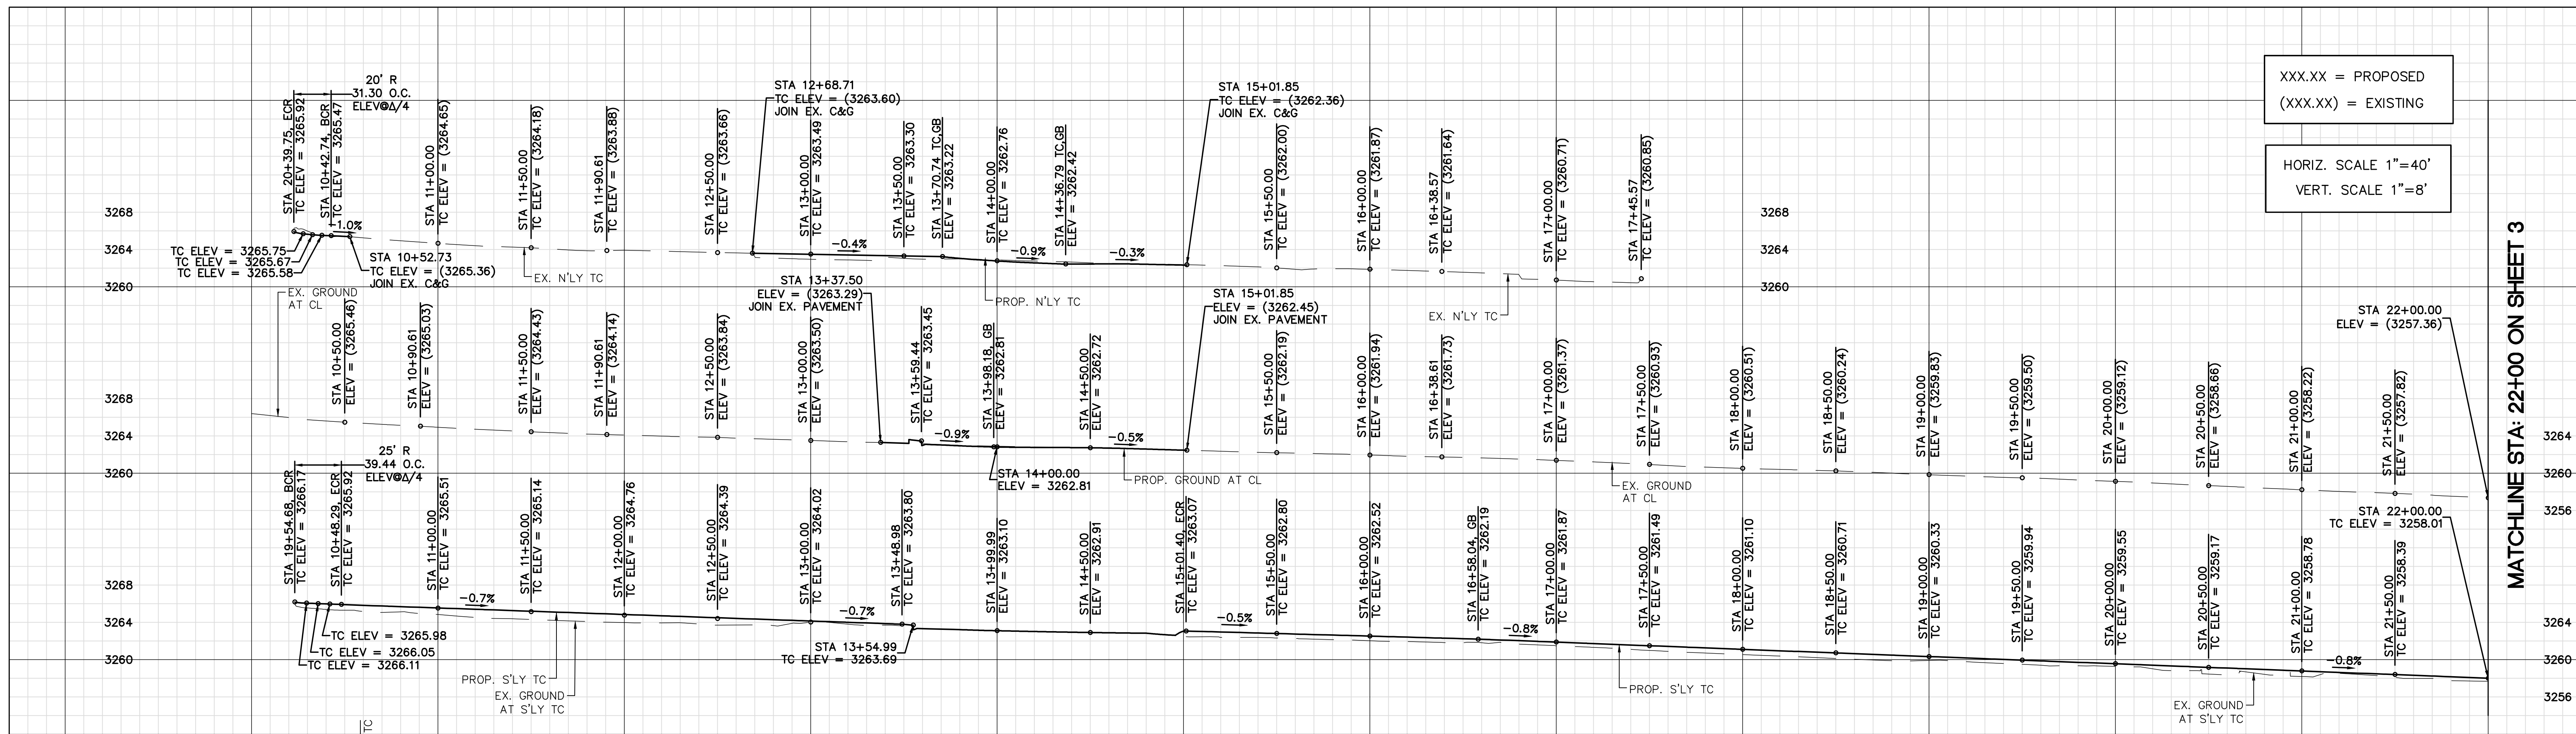 XXX.XX = PROPOSED
(XXX.XX) = EXISTING
HORIZ. SCALE 1"=40'
VERT. SCALE 1"=8'
MATCHLINE STA: 22+00 ON SHEET 3
20' R
31.30 O.C.
ELEV@Δ/4
STA 20+39.75, ECR
TC ELEV = 3265.92
STA 10+42.74, BCR
TC ELEV = 3265.47
STA 11+00.00
TC ELEV = (3264.65)
STA 11+50.00
TC ELEV = (3264.18)
STA 11+90.61
TC ELEV = (3263.88)
STA 12+50.00
TC ELEV = (3263.66)
STA 12+68.71
TC ELEV = (3263.60)
JOIN EX. C&G
STA 13+00.00
TC ELEV = 3263.49
STA 13+50.00
TC ELEV = 3263.30
STA 13+70.74 TC,GB
ELEV = 3263.22
STA 14+00.00
TC ELEV = 3262.76
STA 14+36.79 TC,GB
ELEV = 3262.42
STA 15+01.85
TC ELEV = (3262.36)
JOIN EX. C&G
STA 15+50.00
TC ELEV = (3262.00)
STA 16+00.00
TC ELEV = (3261.87)
STA 16+38.57
TC ELEV = (3261.64)
STA 17+00.00
TC ELEV = (3260.71)
STA 17+45.57
TC ELEV = (3260.85)
3268
3264
3260
3268
3264
3260
-1.0%
-0.4%
-0.9%
-0.3%
TC ELEV = 3265.75
TC ELEV = 3265.67
TC ELEV = 3265.58
STA 10+52.73
TC ELEV = (3265.36)
JOIN EX. C&G
EX. N'LY TC
PROP. N'LY TC
EX. N'LY TC
EX. GROUND
AT CL
STA 10+50.00
ELEV = (3265.46)
STA 10+90.61
ELEV = (3265.03)
STA 11+50.00
ELEV = (3264.43)
STA 11+90.61
ELEV = (3264.14)
STA 12+50.00
ELEV = (3263.84)
STA 13+00.00
ELEV = (3263.50)
STA 13+37.50
ELEV = (3263.29)
JOIN EX. PAVEMENT
STA 13+59.44
TC ELEV = 3263.45
STA 13+98.18, GB
ELEV = 3262.81
STA 14+50.00
ELEV = 3262.72
STA 15+01.85
ELEV = (3262.45)
JOIN EX. PAVEMENT
STA 15+50.00
ELEV = (3262.19)
STA 16+00.00
ELEV = (3261.94)
STA 16+38.61
ELEV = (3261.73)
STA 17+00.00
ELEV = (3261.37)
STA 17+50.00
ELEV = (3260.93)
STA 18+00.00
ELEV = (3260.51)
STA 18+50.00
ELEV = (3260.24)
STA 19+00.00
ELEV = (3259.83)
STA 19+50.00
ELEV = (3259.50)
STA 20+00.00
ELEV = (3259.12)
STA 20+50.00
ELEV = (3258.66)
STA 21+00.00
ELEV = (3258.22)
STA 21+50.00
ELEV = (3257.82)
STA 22+00.00
ELEV = (3257.36)
3268
3264
3260
3264
3260
3256
-0.9%
-0.5%
STA 14+00.00
ELEV = 3262.81
PROP. GROUND AT CL
EX. GROUND
AT CL
25' R
39.44 O.C.
ELEV@Δ/4
STA 19+54.68, BCR
TC ELEV = 3266.17
STA 10+48.29, ECR
TC ELEV = 3265.92
STA 11+00.00
TC ELEV = 3265.51
STA 11+50.00
TC ELEV = 3265.14
STA 12+00.00
TC ELEV = 3264.76
STA 12+50.00
TC ELEV = 3264.39
STA 13+00.00
TC ELEV = 3264.02
STA 13+48.98
TC ELEV = 3263.80
STA 13+99.99
ELEV = 3263.10
STA 14+50.00
ELEV = 3262.91
STA 15+01.40, ECR
TC ELEV = 3263.07
STA 15+50.00
TC ELEV = 3262.80
STA 16+00.00
TC ELEV = 3262.52
STA 16+58.04, GB
TC ELEV = 3262.19
STA 17+00.00
TC ELEV = 3261.87
STA 17+50.00
TC ELEV = 3261.49
STA 18+00.00
TC ELEV = 3261.10
STA 18+50.00
TC ELEV = 3260.71
STA 19+00.00
TC ELEV = 3260.33
STA 19+50.00
TC ELEV = 3259.94
STA 20+00.00
TC ELEV = 3259.55
STA 20+50.00
TC ELEV = 3259.17
STA 21+00.00
TC ELEV = 3258.78
STA 21+50.00
TC ELEV = 3258.39
STA 22+00.00
TC ELEV = 3258.01
3268
3264
3260
3264
3260
3256
-0.7%
-0.7%
-0.5%
-0.8%
-0.8%
TC ELEV = 3265.98
TC ELEV = 3266.05
TC ELEV = 3266.11
STA 13+54.99
TC ELEV = 3263.69
PROP. S'LY TC
EX. GROUND
AT S'LY TC
PROP. S'LY TC
EX. GROUND
AT S'LY TC
TC